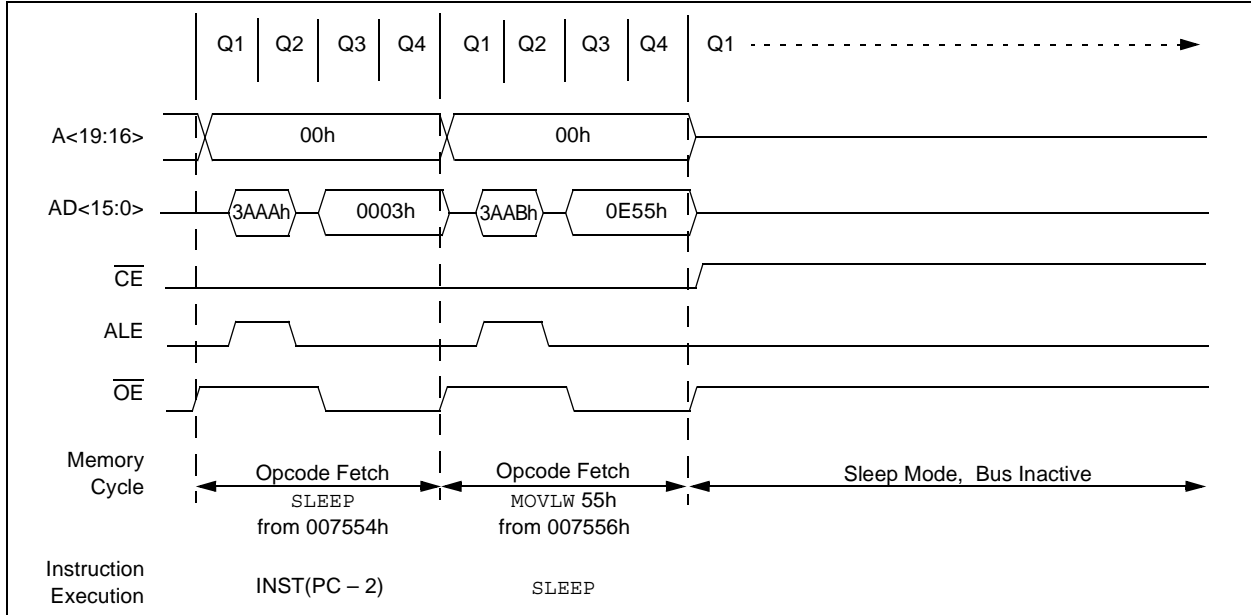 Q1 Q2 Q3 Q4 Q1 Q2 Q3 Q4 Q1
A<19:16> 00h 00h
AD<15:0> 3AAAh 0003h 3AABh 0E55h
CE
ALE
OE
Memory
Cycle
Opcode Fetch
SLEEP
from 007554h
Opcode Fetch
MOVLW 55h
from 007556h
Sleep Mode, Bus Inactive
Instruction
Execution
INST(PC – 2) SLEEP